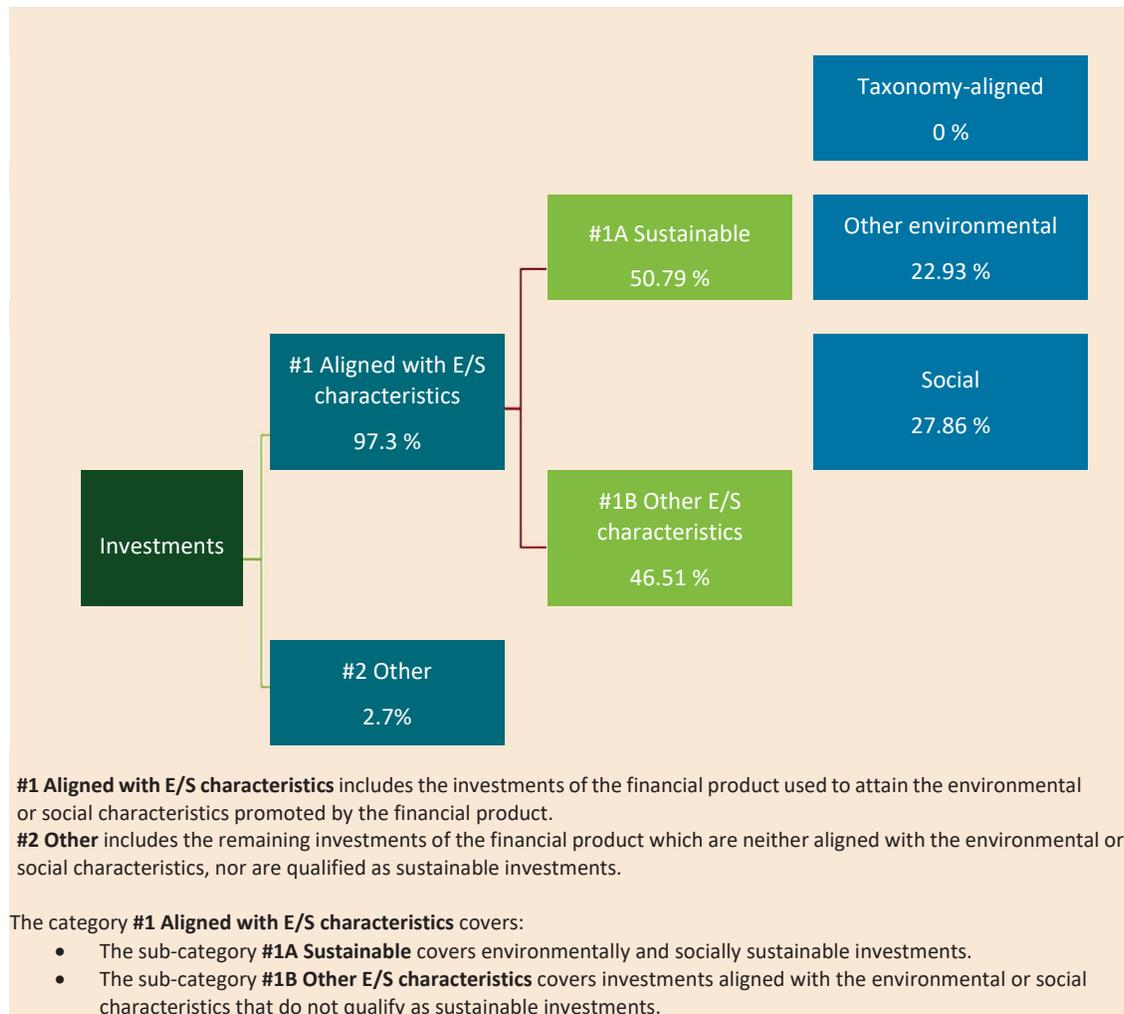 Taxonomy-aligned
0 %
#1A Sustainable
50.79 %
Other environmental
22.93 %
#1 Aligned with E/S
characteristics
97.3 %
Social
27.86 %
Investments
#1B Other E/S
characteristics
46.51 %
#2 Other
2.7%
#1 Aligned with E/S characteristics includes the investments of the financial product used to attain the environmental
or social characteristics promoted by the financial product.
#2 Other includes the remaining investments of the financial product which are neither aligned with the environmental or
social characteristics, nor are qualified as sustainable investments.
The category #1 Aligned with E/S characteristics covers:
• The sub-category #1A Sustainable covers environmentally and socially sustainable investments.
• The sub-category #1B Other E/S characteristics covers investments aligned with the environmental or social
characteristics that do not qualify as sustainable investments.